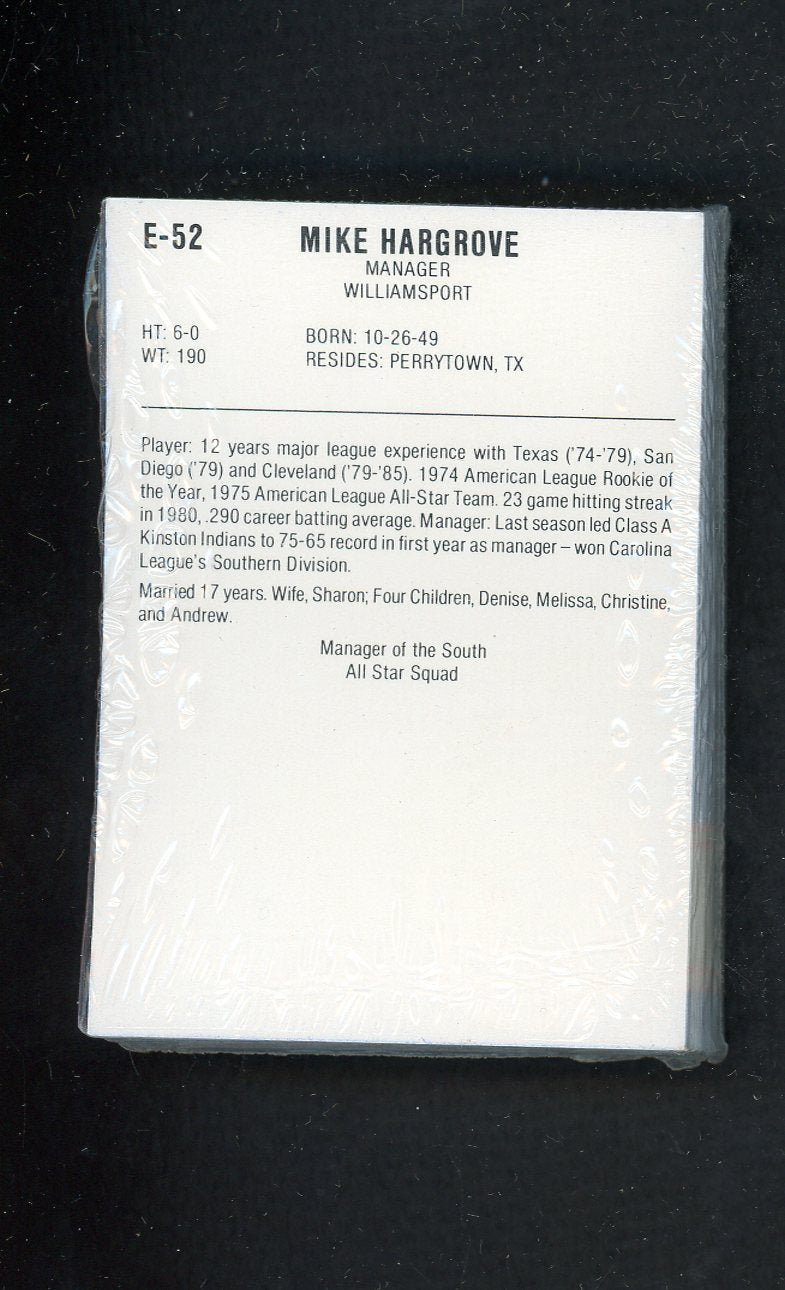 E-52
MIKE HARGROVE
MANAGER
WILLIAMSPORT
HT: 6-0
BORN: 10-26-49
WT: 190
RESIDES: PERRYTOWN, TX
Player: 12 years major league experience with Texas ('74-'79), San
Diego ('79) and Cleveland ('79-'85). 1974 American League Rookie of
the Year, 1975 American League All-Star Team. 23 game hitting streak
in 1980, .290 career batting average. Manager: Last season led Class A
Kinston Indians to 75-65 record in first year as manager – won Carolina
League's Southern Division.
Married 17 years. Wife, Sharon; Four Children, Denise, Melissa, Christine,
and Andrew.
Manager of the South
All Star Squad